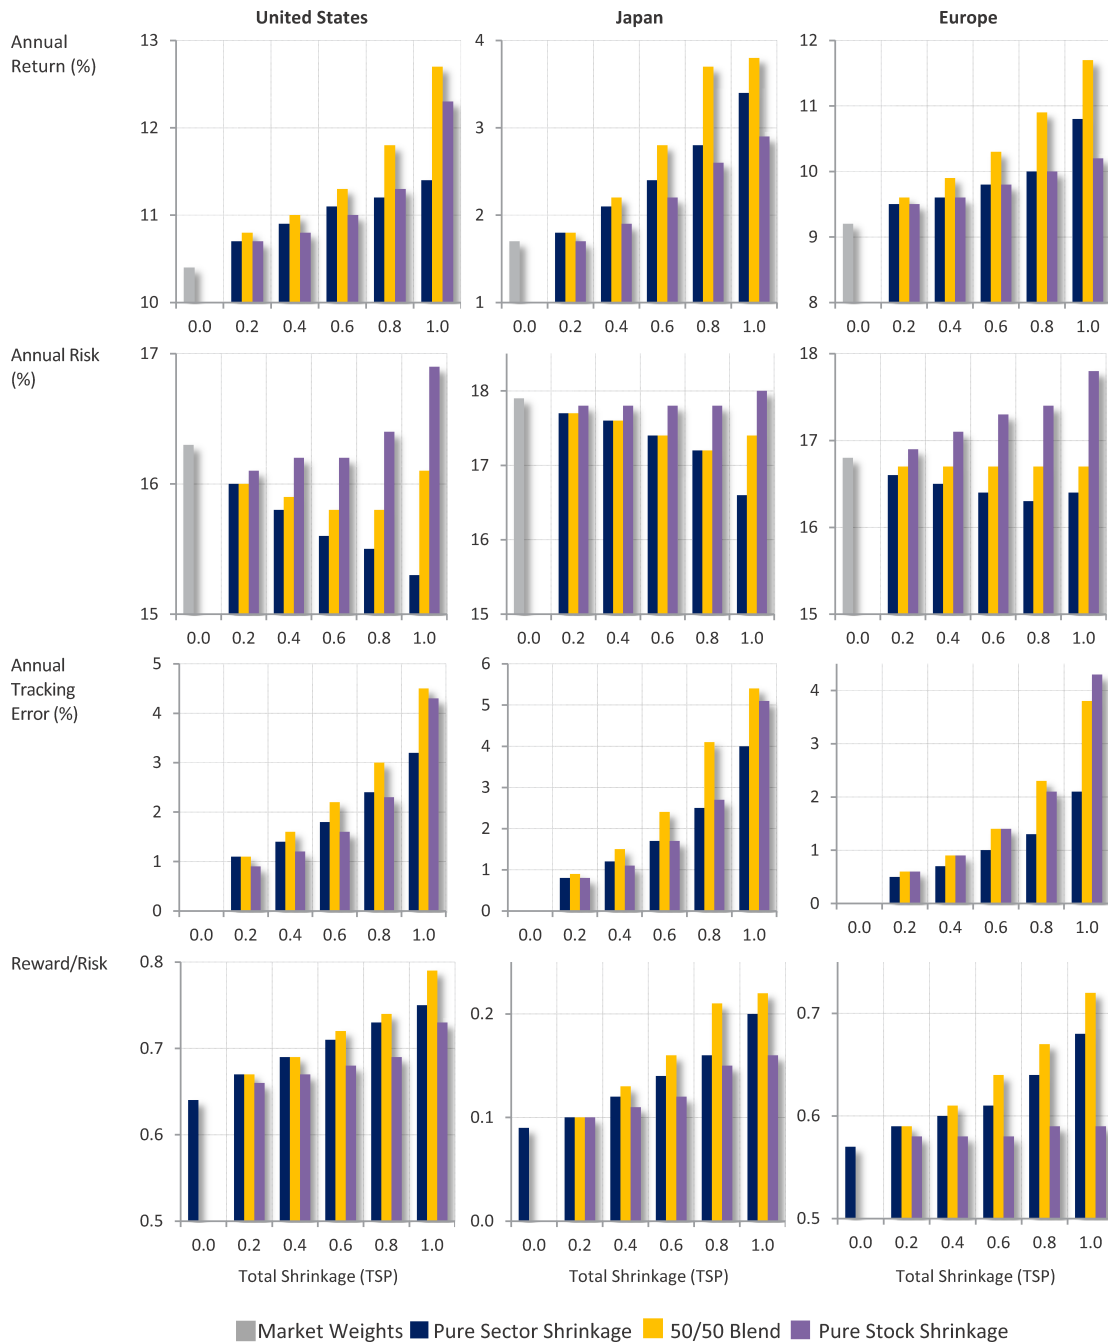 United States Japan Europe
Annual
Return (%)
13
12
11
10
0.0 0.2 0.4 0.6 0.8 1.0
4
3
2
1
0.0 0.2 0.4 0.6 0.8 1.0
12
11
10
9
8
0.0 0.2 0.4 0.6 0.8 1.0
Annual Risk
(%)
17
16
15
0.0 0.2 0.4 0.6 0.8 1.0
18
17
16
15
0.0 0.2 0.4 0.6 0.8 1.0
18
17
16
15
0.0 0.2 0.4 0.6 0.8 1.0
Annual
Tracking
Error (%)
5
4
3
2
1
0
0.0 0.2 0.4 0.6 0.8 1.0
6
5
4
3
2
1
0
0.0 0.2 0.4 0.6 0.8 1.0
4
3
2
1
0
0.0 0.2 0.4 0.6 0.8 1.0
Reward/Risk
0.8
0.7
0.6
0.5
0.0 0.2 0.4 0.6 0.8 1.0
Total Shrinkage (TSP)
0.2
0.1
0.0
0.0 0.2 0.4 0.6 0.8 1.0
Total Shrinkage (TSP)
0.7
0.6
0.5
0.0 0.2 0.4 0.6 0.8 1.0
Total Shrinkage (TSP)
Market Weights Pure Sector Shrinkage 50/50 Blend Pure Stock Shrinkage